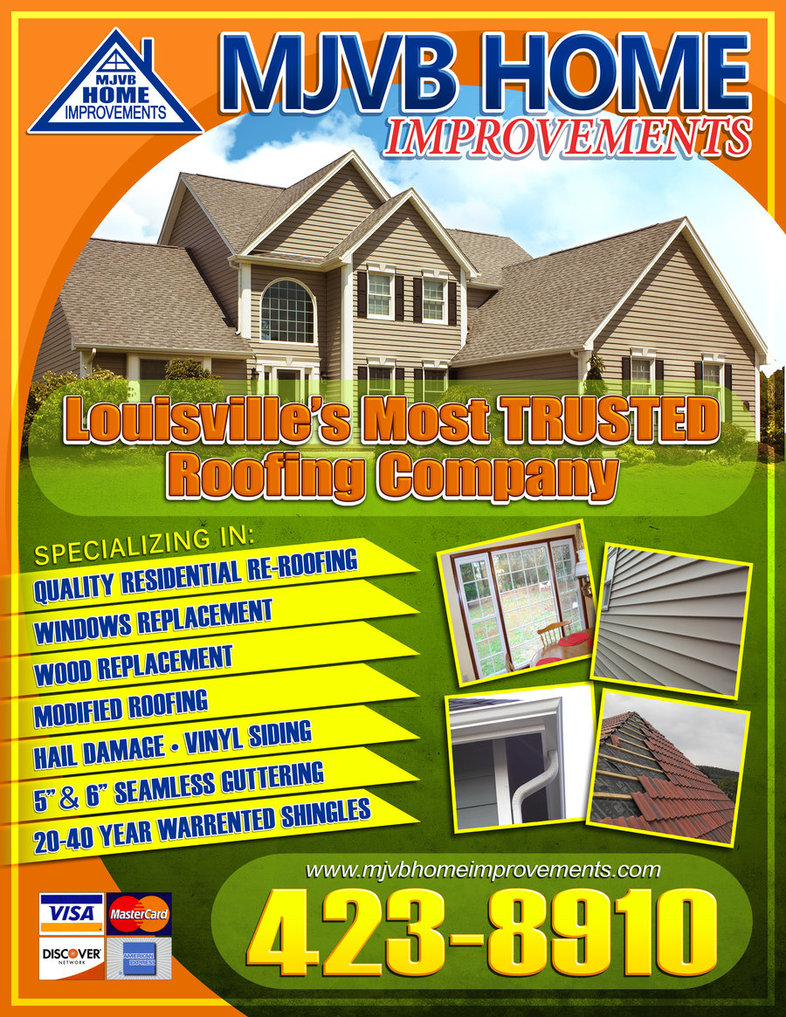 MJVB
HOME
IMPROVEMENTS
MJVB HOME
IMPROVEMENTS
Louisville's Most TRUSTED
Roofing Company
SPECIALIZING IN:
QUALITY RESIDENTIAL RE-ROOFING
WINDOWS REPLACEMENT
WOOD REPLACEMENT
MODIFIED ROOFING
HAIL DAMAGE • VINYL SIDING
5" & 6" SEAMLESS GUTTERING
20-40 YEAR WARRENTED SHINGLES
www.mjvbhomeimprovements.com
423-8910
VISA
MasterCard
DISCOVER
NETWORK
AMERICAN
EXPRESS